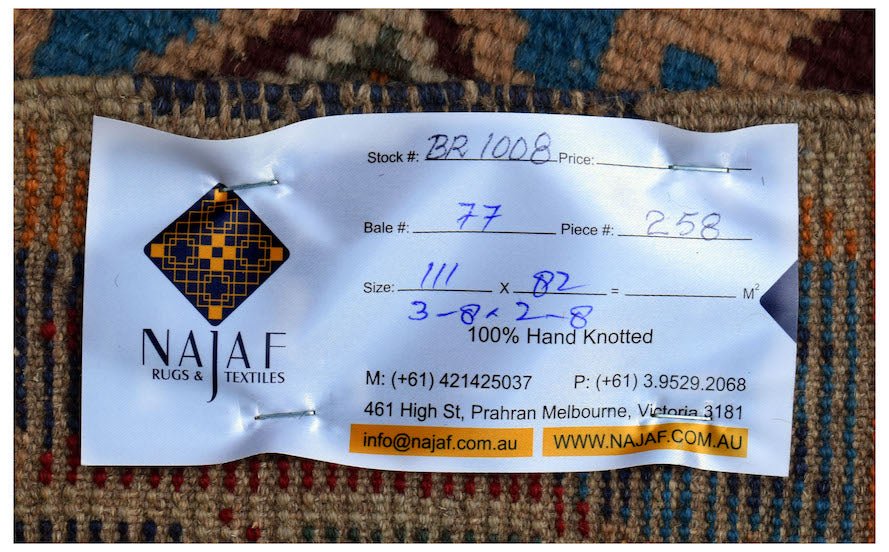 Stock #: BR 1008 Price:
Bale #: 77 Piece #: 258
Size: 111 X 82 = M²
3-8 x 2-8
100% Hand Knotted
NAJAF
RUGS & TEXTILES
M: (+61) 421425037 P: (+61) 3.9529.2068
461 High St, Prahran Melbourne, Victoria 3181
info@najaf.com.au WWW.NAJAF.COM.AU